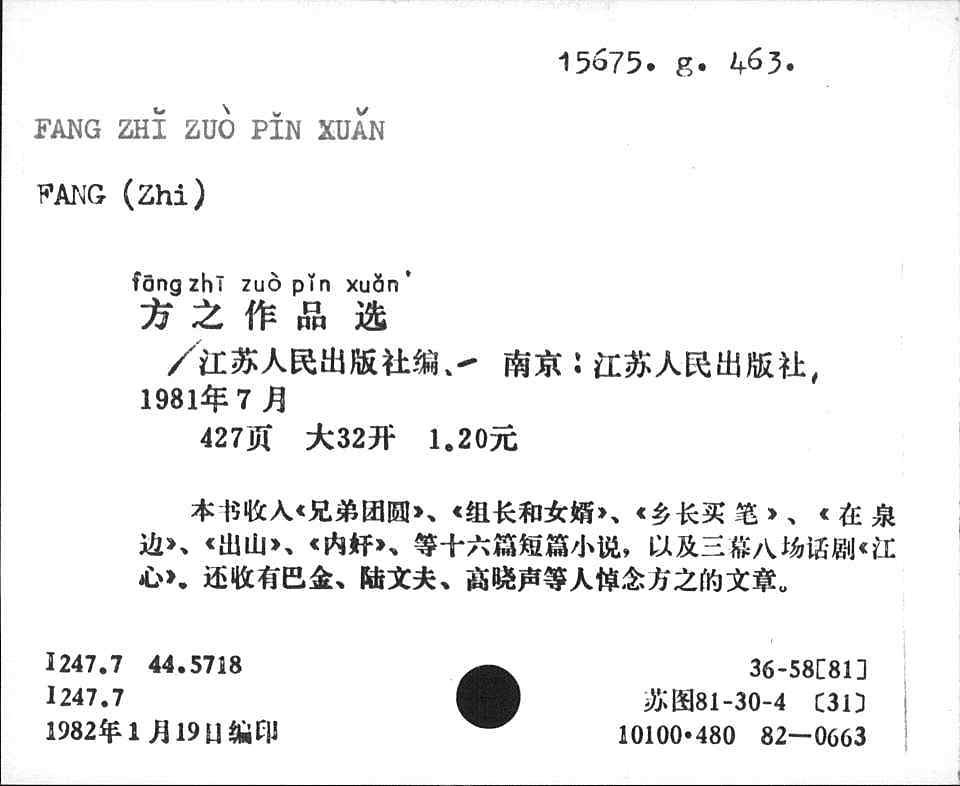 15675. g. 463.
FANG ZHǏ ZUÒ PǏN XUǍN
FANG (Zhi)
fāng zhī zuò pǐn xuǎn
方之作品选
/江苏人民出版社编、— 南京：江苏人民出版社,
1981年7月
427页 大32开 1.20元
本书收入《兄弟团圆》、《组长和女婿》、《乡长买笔》、《在泉
边》、《出山》、《内奸》、等十六篇短篇小说，以及三幕八场话剧《江
心》。还收有巴金、陆文夫、高晓声等人悼念方之的文章。
I247.7 44.5718
36-58[81]
I247.7
苏图81-30-4 〔31〕
1982年1月19日编印
10100·480 82—0663